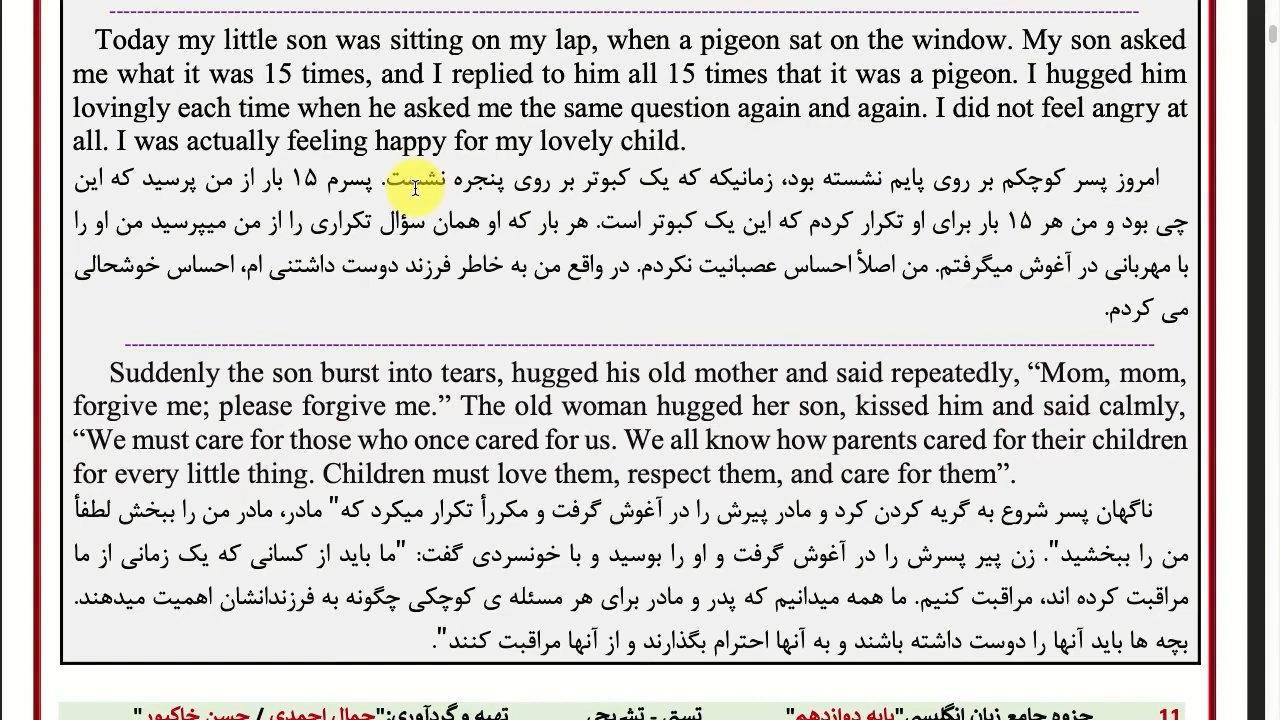 Today my little son was sitting on my lap, when a pigeon sat on the window. My son asked
me what it was 15 times, and I replied to him all 15 times that it was a pigeon. I hugged him
lovingly each time when he asked me the same question again and again. I did not feel angry at
all. I was actually feeling happy for my lovely child.
امروز پسر کوچکم بر روی پایم نشسته بود، زمانیکه که یک کبوتر بر روی پنجره نشست. پسرم ۱۵ بار از من پرسید که این
چی بود و من هر ۱۵ بار برای او تکرار کردم که این یک کبوتر است. هر بار که او همان سؤال تکراری را از من میپرسید من او را
با مهربانی در آغوش میگرفتم. من اصلأ احساس عصبانیت نکردم. در واقع من به خاطر فرزند دوست داشتنی ام، احساس خوشحالی
می کردم.
Suddenly the son burst into tears, hugged his old mother and said repeatedly, “Mom, mom,
forgive me; please forgive me.” The old woman hugged her son, kissed him and said calmly,
“We must care for those who once cared for us. We all know how parents cared for their children
for every little thing. Children must love them, respect them, and care for them”.
ناگهان پسر شروع به گریه کردن کرد و مادر پیرش را در آغوش گرفت و مکررأ تکرار میکرد که" مادر، مادر من را ببخش لطفأ
من را ببخشید". زن پیر پسرش را در آغوش گرفت و او را بوسید و با خونسردی گفت: "ما باید از کسانی که یک زمانی از ما
مراقبت کرده اند، مراقبت کنیم. ما همه میدانیم که پدر و مادر برای هر مسئله ی کوچکی چگونه به فرزندانشان اهمیت میدهند.
بچه ها باید آنها را دوست داشته باشند و به آنها احترام بگذارند و از آنها مراقبت کنند".
11 جزوه جامع زبان انگلیسی"پایه دوازدهم" تستی - تشریحی تهیه و گردآوری:"جمال احمدی / حسن خاکپور"